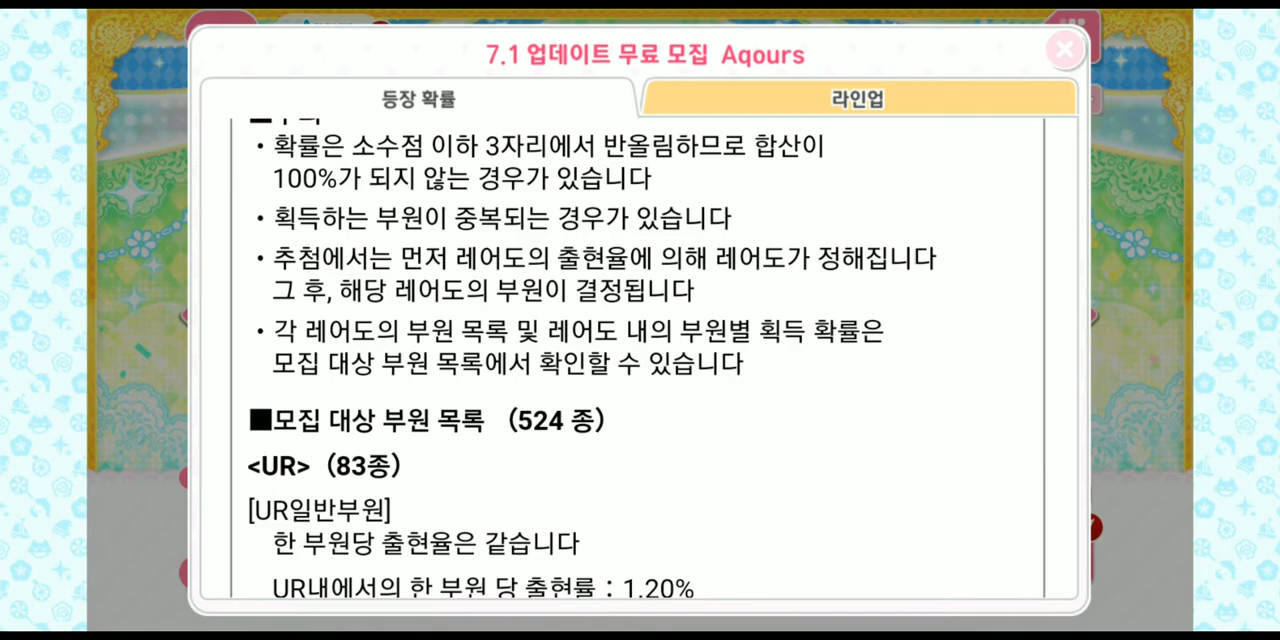 7.1 업데이트 무료 모집 Aqours
등장 확률
라인업
・확률은 소수점 이하 3자리에서 반올림하므로 합산이
100%가 되지 않는 경우가 있습니다
・획득하는 부원이 중복되는 경우가 있습니다
・추첨에서는 먼저 레어도의 출현율에 의해 레어도가 정해집니다
그 후, 해당 레어도의 부원이 결정됩니다
・각 레어도의 부원 목록 및 레어도 내의 부원별 획득 확률은
모집 대상 부원 목록에서 확인할 수 있습니다
■모집 대상 부원 목록 （524 종）
<UR>（83종）
[UR일반부원]
한 부원당 출현율은 같습니다
UR내에서의 한 부원 당 출현률：1.20%